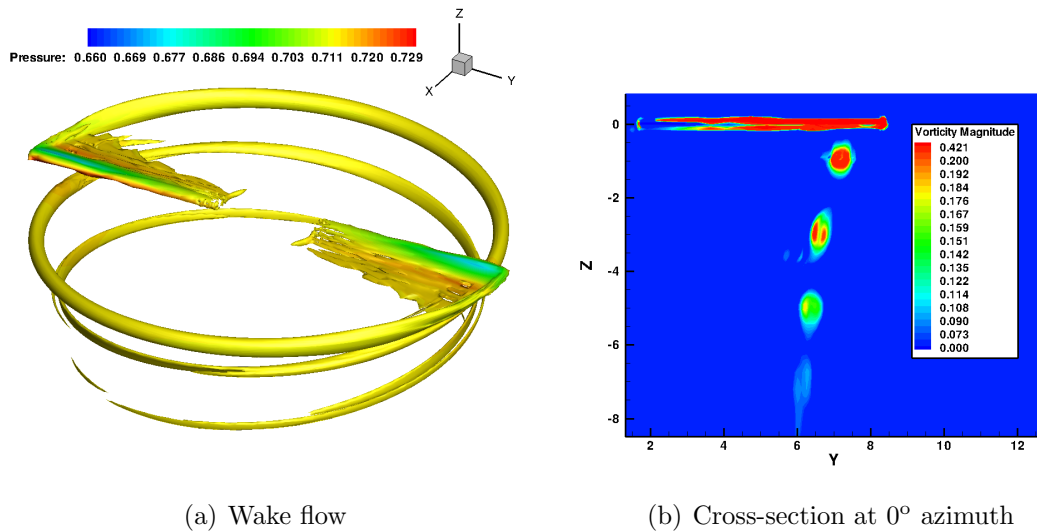 Pressure: 0.660 0.669 0.677 0.686 0.694 0.703 0.711 0.720 0.729
Z
Y
X
Z
0
-2
-4
-6
-8
2 4 6 8 10 12
Y
Vorticity Magnitude
0.421
0.200
0.192
0.184
0.176
0.167
0.159
0.151
0.142
0.135
0.122
0.114
0.108
0.090
0.073
0.000
(a) Wake flow
(b) Cross-section at 0° azimuth